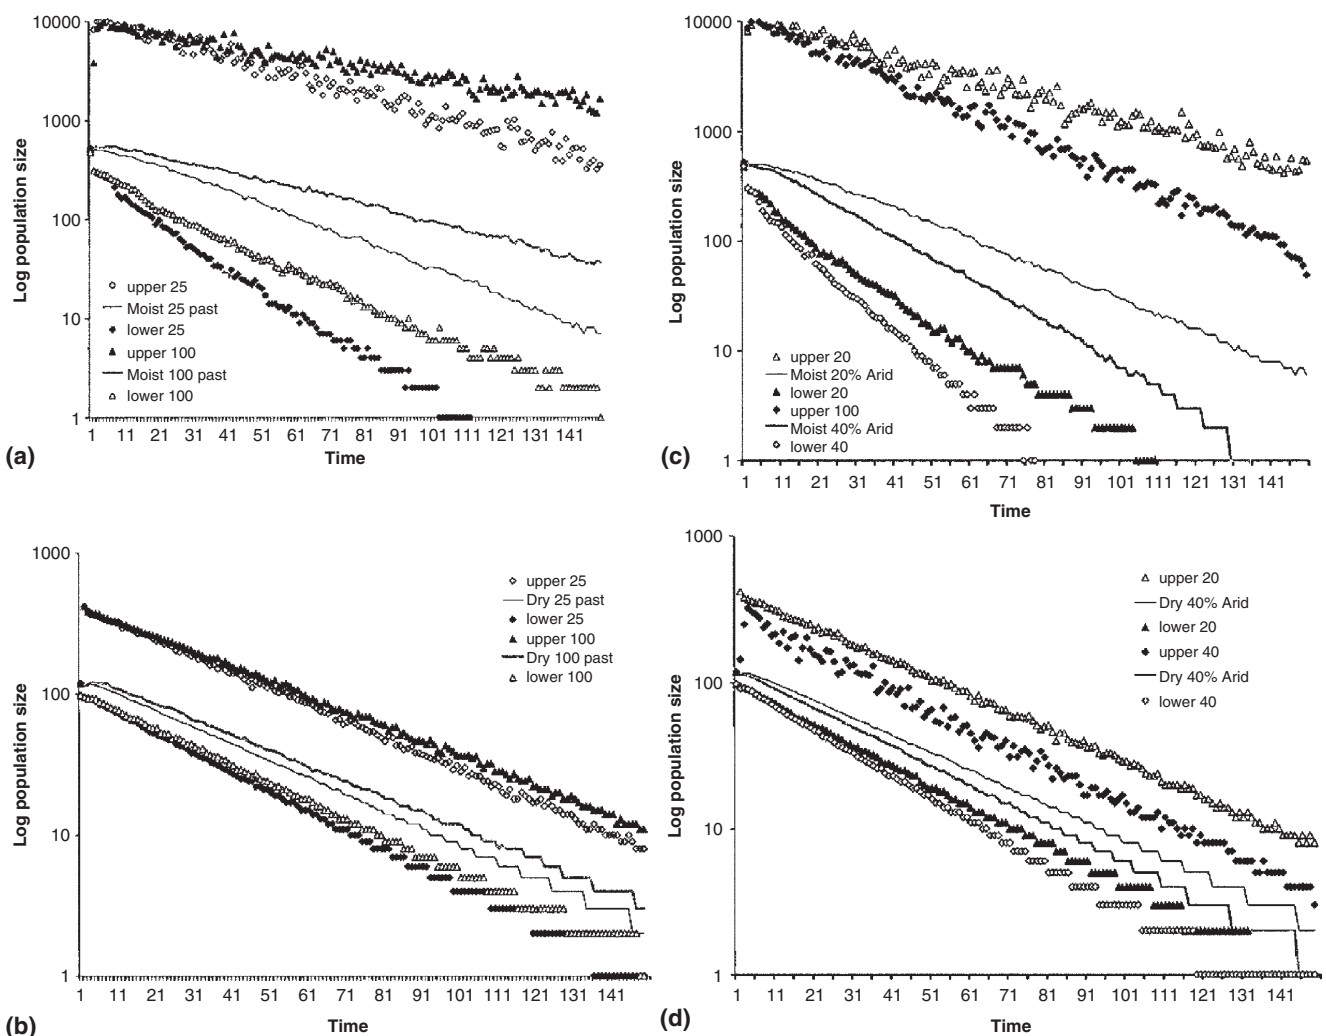 10000
1000
100
10
1
Log population size
upper 25
Moist 25 past
lower 25
upper 100
Moist 100 past
lower 100
1 11 21 31 41 51 61 71 81 91 101 111 121 131 141
Time
(a)
10000
1000
100
10
1
Log population size
upper 20
Moist 20% Arid
lower 20
upper 100
Moist 40% Arid
lower 40
1 11 21 31 41 51 61 71 81 91 101 111 121 131 141
Time
(c)
1000
100
10
1
Log population size
upper 25
Dry 25 past
lower 25
upper 100
Dry 100 past
lower 100
1 11 21 31 41 51 61 71 81 91 101 111 121 131 141
Time
(b)
1000
100
10
1
Log population size
upper 20
Dry 40% Arid
lower 20
upper 40
Dry 40% Arid
lower 40
1 11 21 31 41 51 61 71 81 91 101 111 121 131 141
Time
(d)